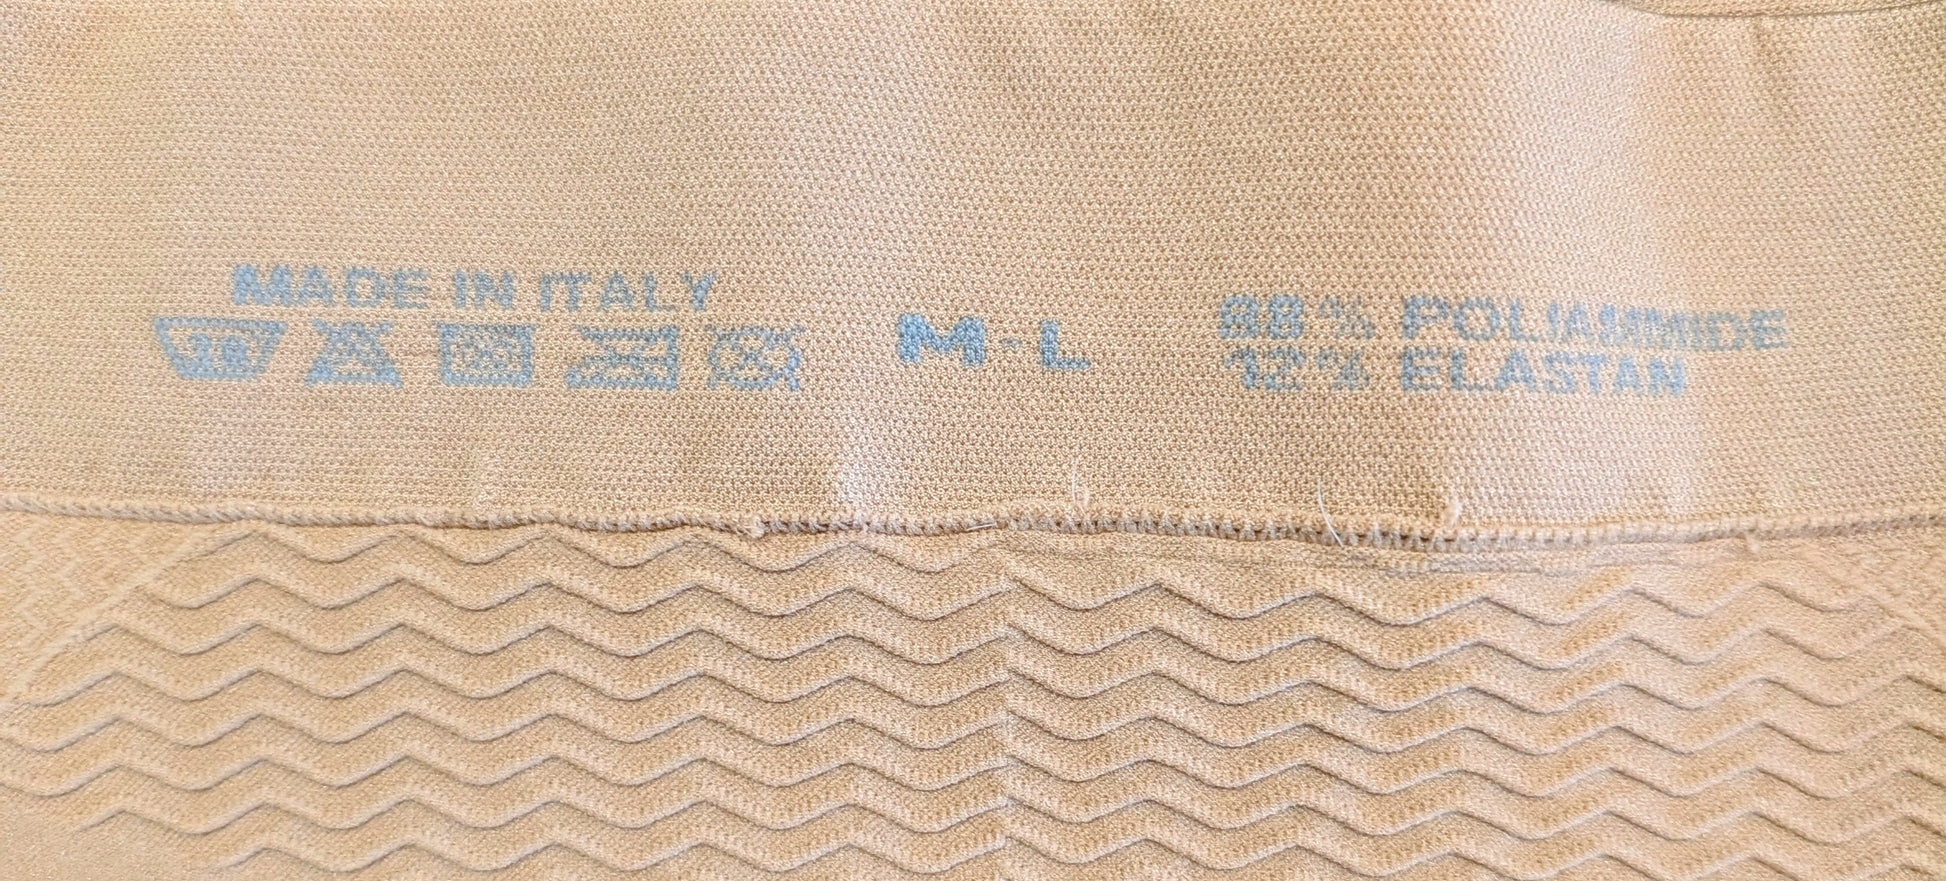 MADE IN ITALY
M-L
88% POLIAMMIDE
12% ELASTAN